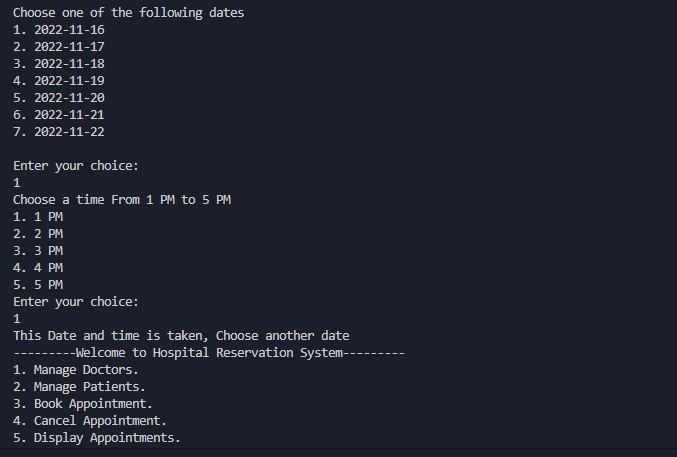 Choose one of the following dates
1. 2022-11-16
2. 2022-11-17
3. 2022-11-18
4. 2022-11-19
5. 2022-11-20
6. 2022-11-21
7. 2022-11-22
Enter your choice:
1
Choose a time From 1 PM to 5 PM
1. 1 PM
2. 2 PM
3. 3 PM
4. 4 PM
5. 5 PM
Enter your choice:
1
This Date and time is taken, Choose another date
---------Welcome to Hospital Reservation System---------
1. Manage Doctors.
2. Manage Patients.
3. Book Appointment.
4. Cancel Appointment.
5. Display Appointments.